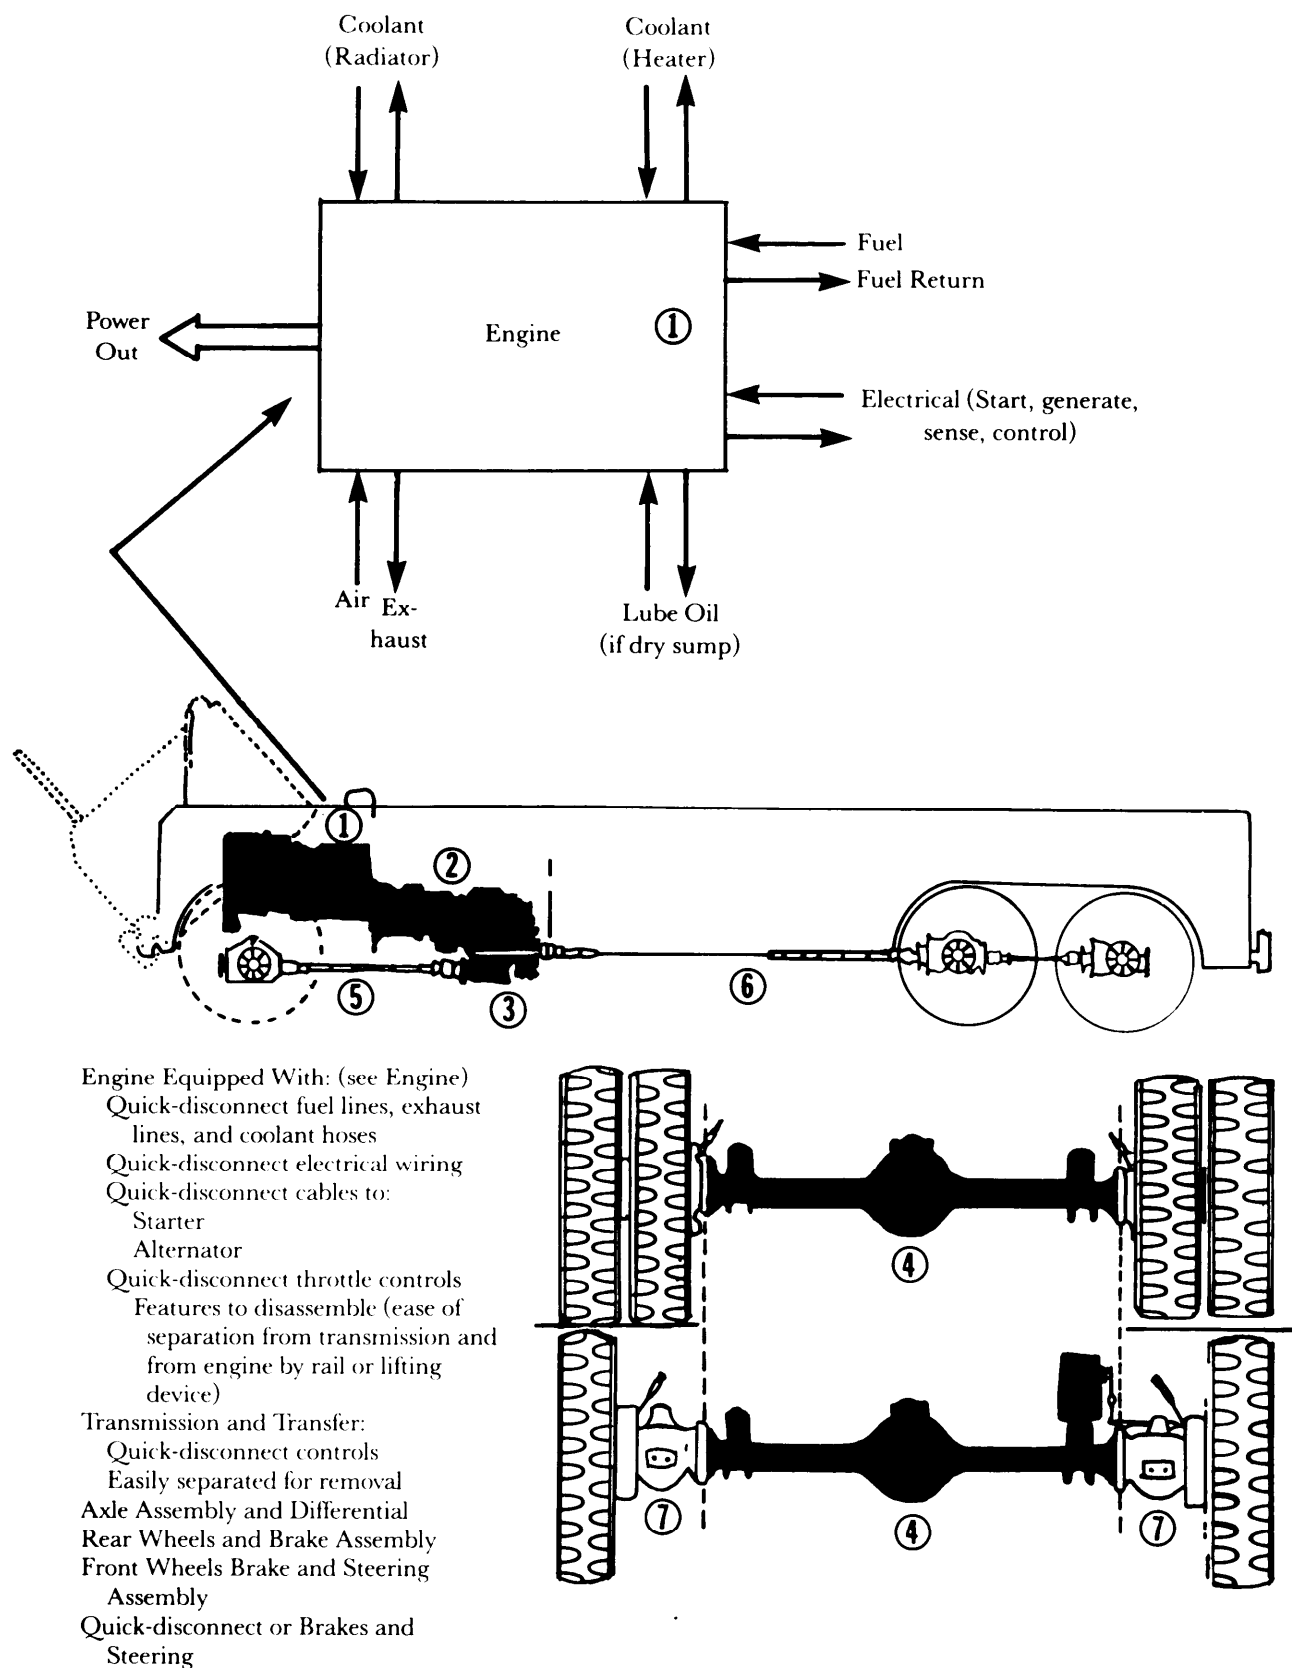 Coolant
(Radiator)
Coolant
(Heater)
Fuel
Fuel Return
Power
Out
Engine
①
Electrical (Start, generate,
sense, control)
Air
Ex-
haust
Lube Oil
(if dry sump)
①
②
⑤
③
⑥
Engine Equipped With: (see Engine)
Quick-disconnect fuel lines, exhaust
lines, and coolant hoses
Quick-disconnect electrical wiring
Quick-disconnect cables to:
Starter
Alternator
Quick-disconnect throttle controls
Features to disassemble (ease of
separation from transmission and
from engine by rail or lifting
device)
Transmission and Transfer:
Quick-disconnect controls
Easily separated for removal
Axle Assembly and Differential
Rear Wheels and Brake Assembly
Front Wheels Brake and Steering
Assembly
Quick-disconnect or Brakes and
Steering
④
⑦
④
⑦